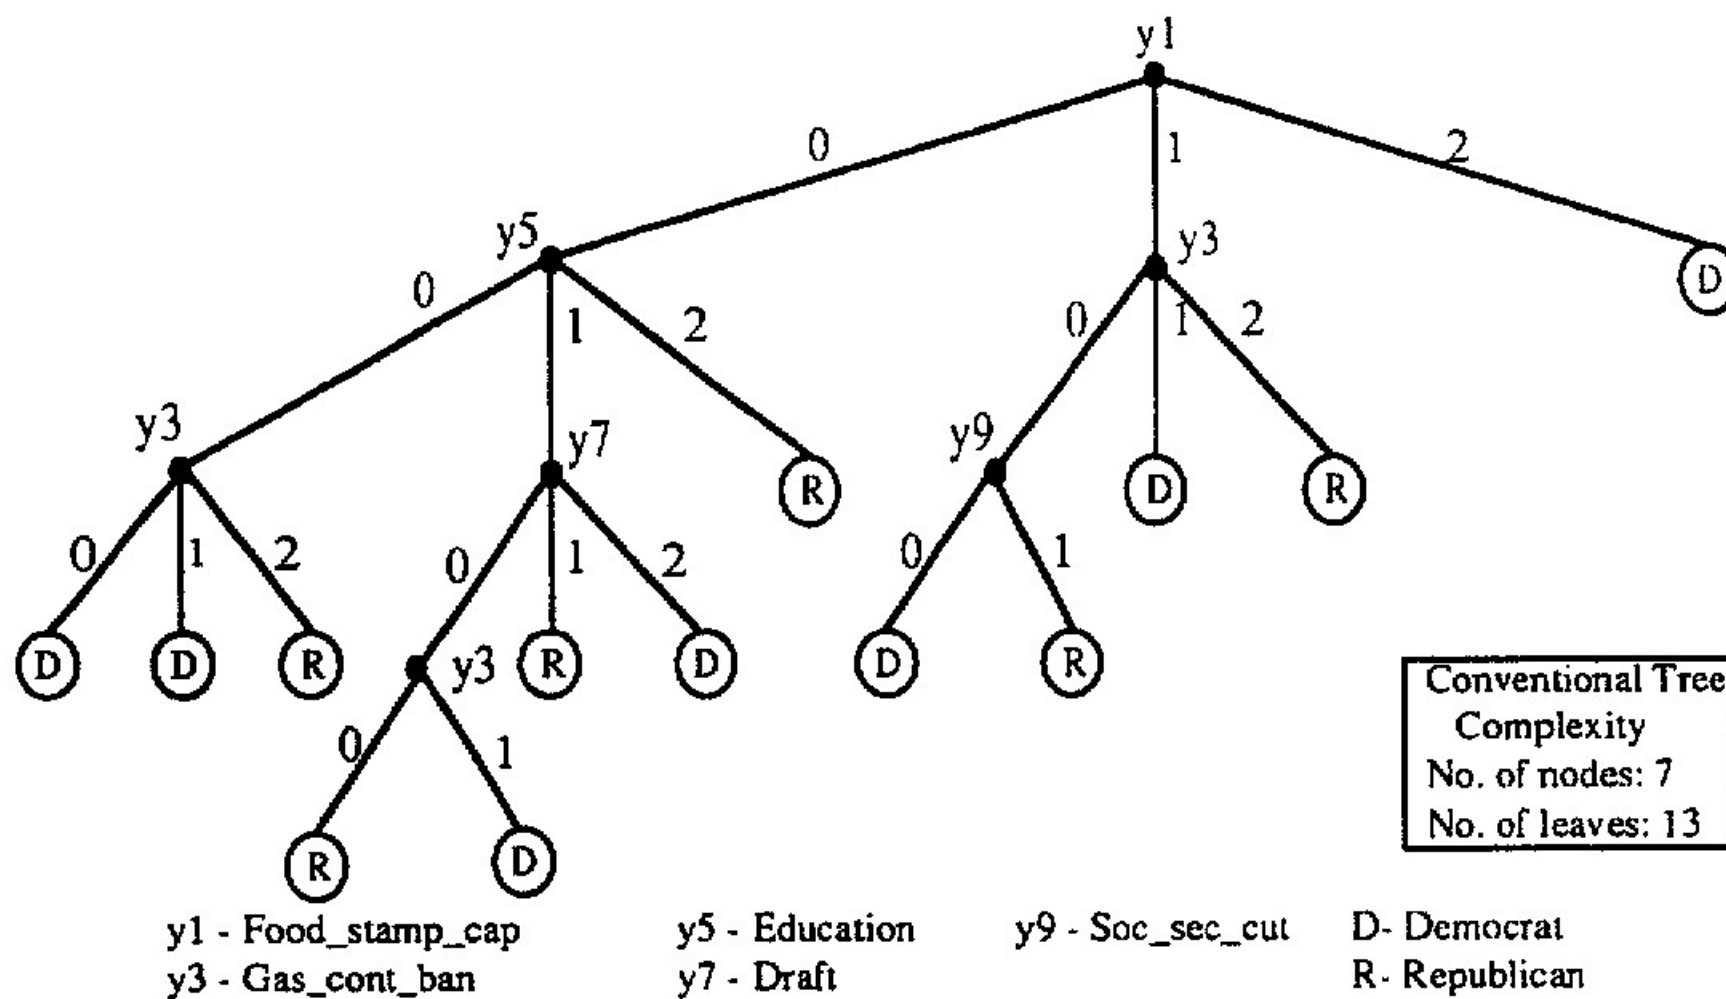 y1
0 1 2
y5 y3 D
0 1 2 0 1 2
y3 y7 R y9 D R
0 1 2 0 1 2 0 1
D D R y3 R D D R
0 1
R D
Conventional Tree
Complexity
No. of nodes: 7
No. of leaves: 13
y1 - Food_stamp_cap y5 - Education y9 - Soc_sec_cut D- Democrat
y3 - Gas_cont_ban y7 - Draft R- Republican